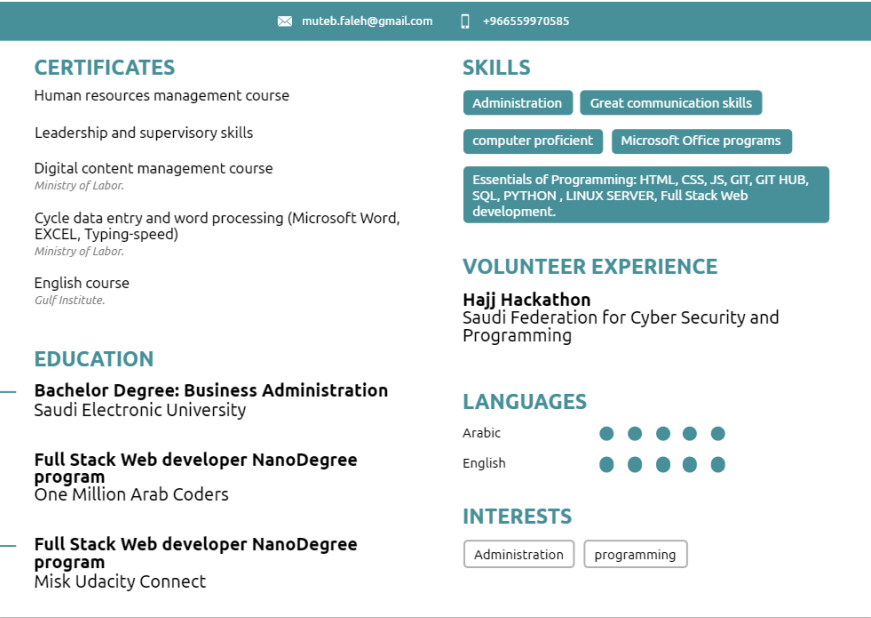 muteb.faleh@gmail.com +966559970585
CERTIFICATES
Human resources management course
Leadership and supervisory skills
Digital content management course
Ministry of Labor.
Cycle data entry and word processing (Microsoft Word,
EXCEL, Typing-speed)
Ministry of Labor.
English course
Gulf Institute.
EDUCATION
Bachelor Degree: Business Administration
Saudi Electronic University
Full Stack Web developer NanoDegree
program
One Million Arab Coders
Full Stack Web developer NanoDegree
program
Misk Udacity Connect
SKILLS
Administration Great communication skills
computer proficient Microsoft Office programs
Essentials of Programming: HTML, CSS, JS, GIT, GIT HUB,
SQL, PYTHON , LINUX SERVER, Full Stack Web
development.
VOLUNTEER EXPERIENCE
Hajj Hackathon
Saudi Federation for Cyber Security and
Programming
LANGUAGES
Arabic
English
INTERESTS
Administration programming